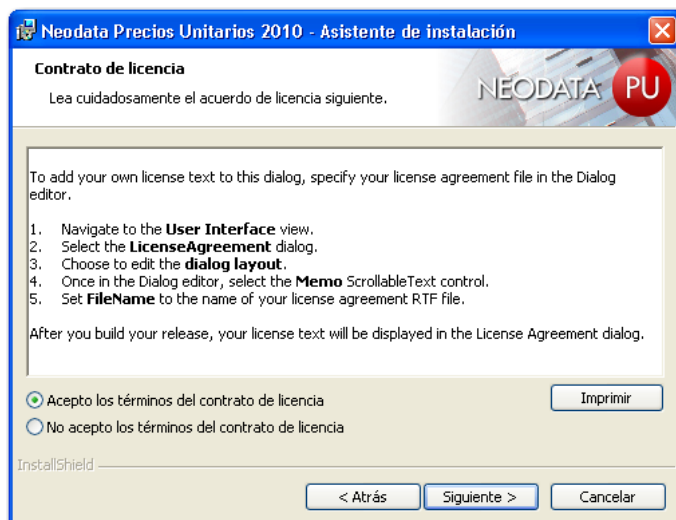 Neodata Precios Unitarios 2010 - Asistente de instalación
Contrato de licencia
Lea cuidadosamente el acuerdo de licencia siguiente.
NEODATA PU
To add your own license text to this dialog, specify your license agreement file in the Dialog
editor.
1. Navigate to the User Interface view.
2. Select the LicenseAgreement dialog.
3. Choose to edit the dialog layout.
4. Once in the Dialog editor, select the Memo ScrollableText control.
5. Set FileName to the name of your license agreement RTF file.
After you build your release, your license text will be displayed in the License Agreement dialog.
Acepto los términos del contrato de licencia
Imprimir
No acepto los términos del contrato de licencia
InstallShield
< Atrás
Siguiente >
Cancelar